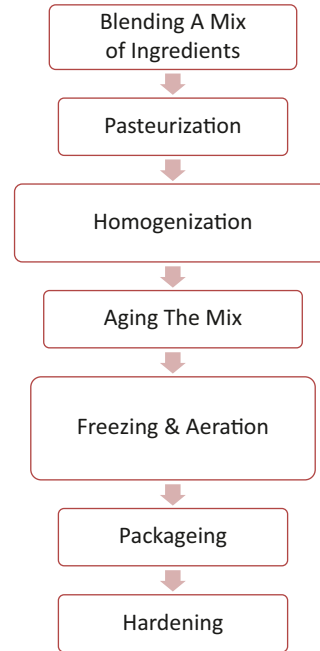 Blending A Mix
of Ingredients
Pasteurization
Homogenization
Aging The Mix
Freezing & Aeration
Packageing
Hardening